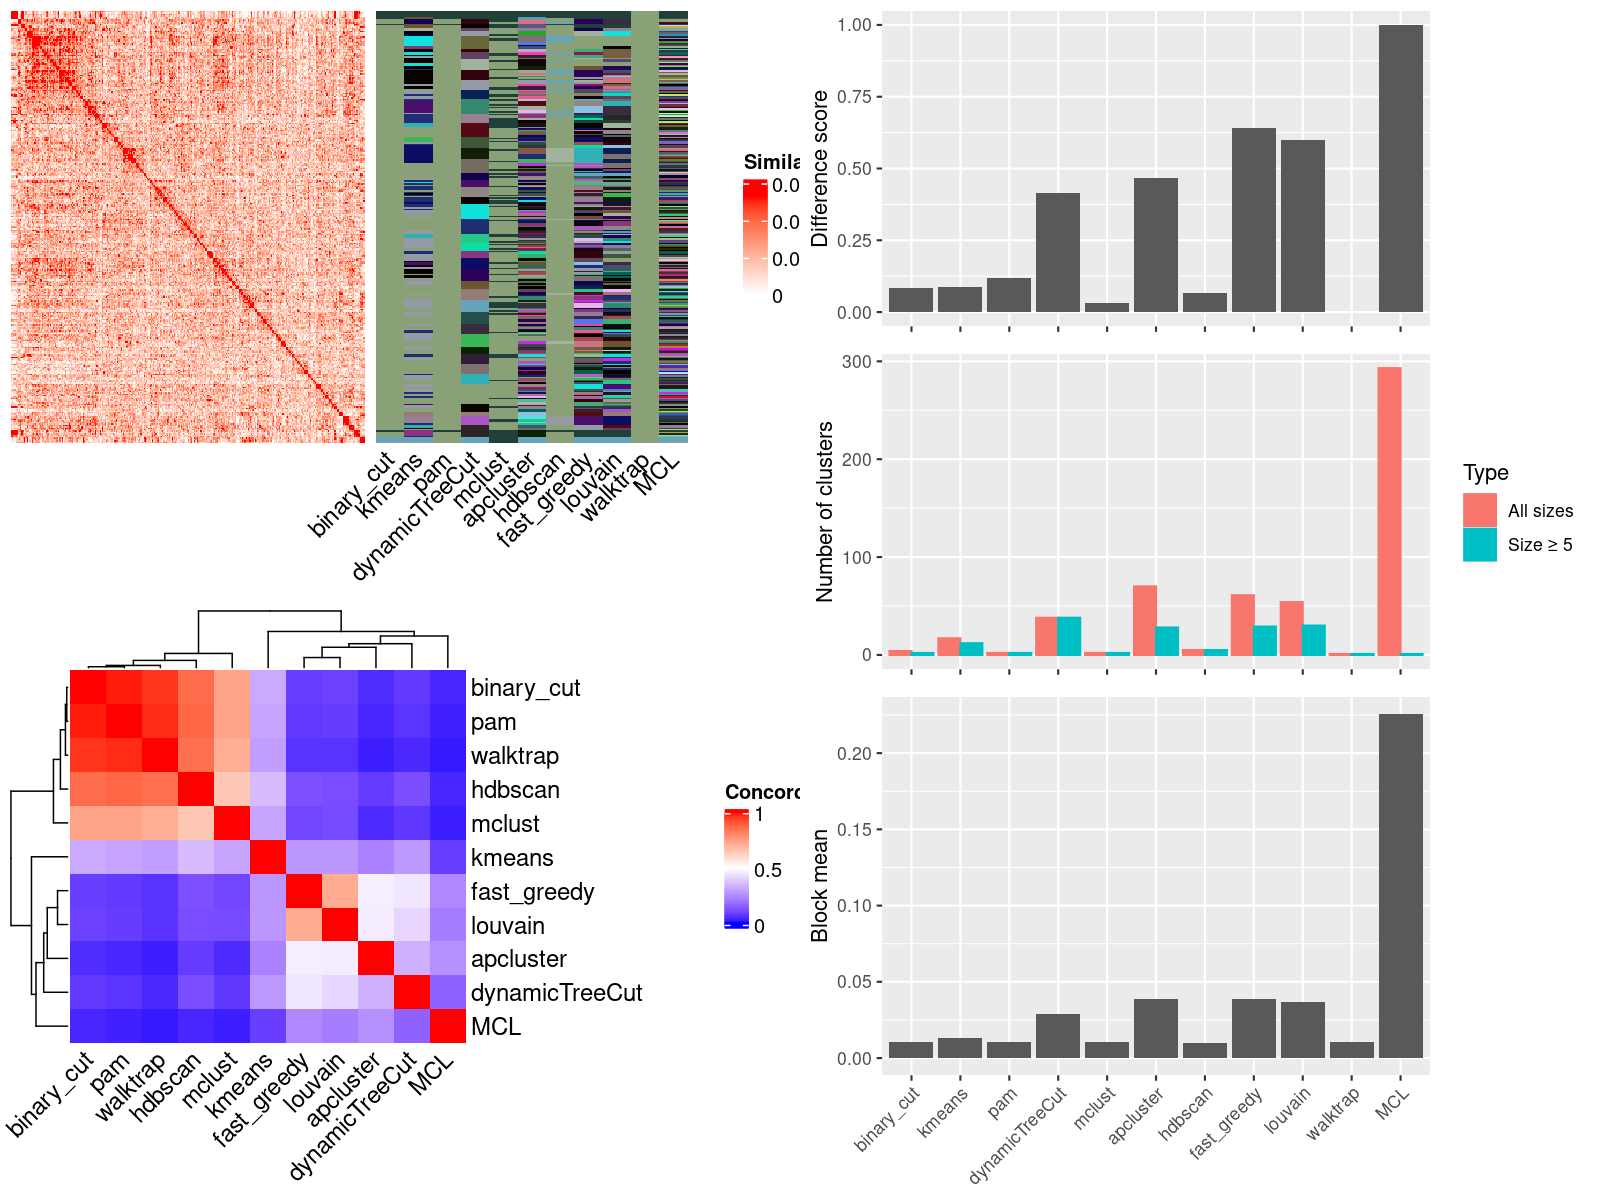 Simila
0.0
0.0
0.0
0
binary_cut
kmeans
pam
dynamicTreeCut
mclust
apcluster
hdbscan
fast_greedy
louvain
walktrap
MCL
binary_cut
pam
walktrap
hdbscan
mclust
kmeans
fast_greedy
louvain
apcluster
dynamicTreeCut
MCL
binary_cut
pam
walktrap
hdbscan
mclust
kmeans
fast_greedy
louvain
apcluster
dynamicTreeCut
MCL
Concord
1
0.5
0
Difference score
1.00
0.75
0.50
0.25
0.00
Number of clusters
300
200
100
0
Type
All sizes
Size ≥ 5
Block mean
0.20
0.15
0.10
0.05
0.00
binary_cut
kmeans
pam
dynamicTreeCut
mclust
apcluster
hdbscan
fast_greedy
louvain
walktrap
MCL